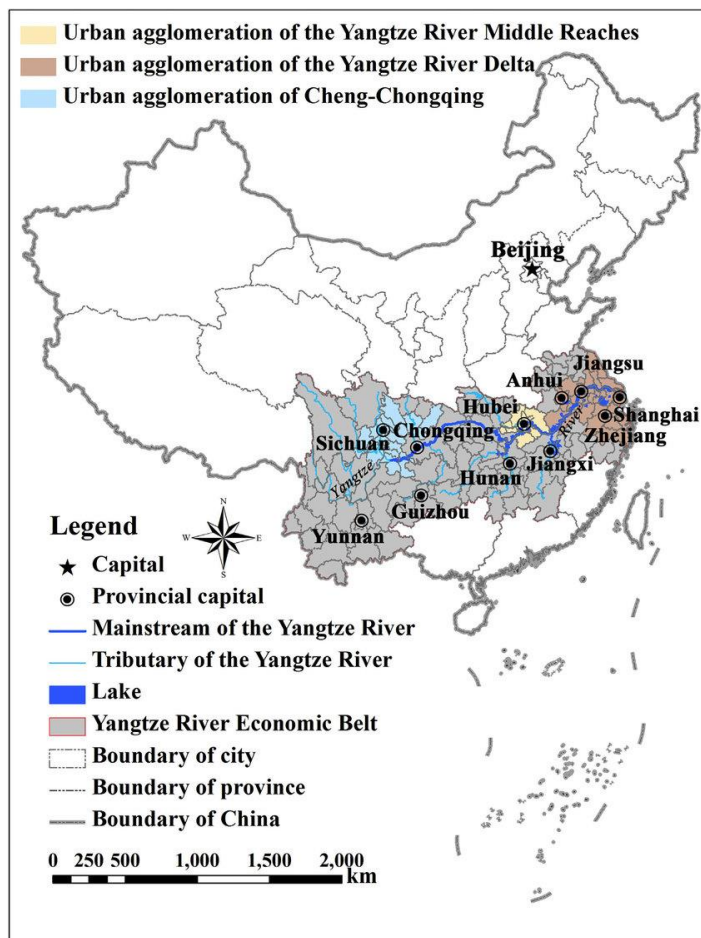 Urban agglomeration of the Yangtze River Middle Reaches
Urban agglomeration of the Yangtze River Delta
Urban agglomeration of Cheng-Chongqing
Beijing
Jiangsu
Anhui
Hubei
Shanghai
River
Chongqing
Zhejiang
Sichuan
Jiangxi
Yangtze
Hunan
Guizhou
Yunnan
N
W E
S
Legend
Capital
Provincial capital
Mainstream of the Yangtze River
Tributary of the Yangtze River
Lake
Yangtze River Economic Belt
Boundary of city
Boundary of province
Boundary of China
0 250 500 1,000 1,500 2,000
km